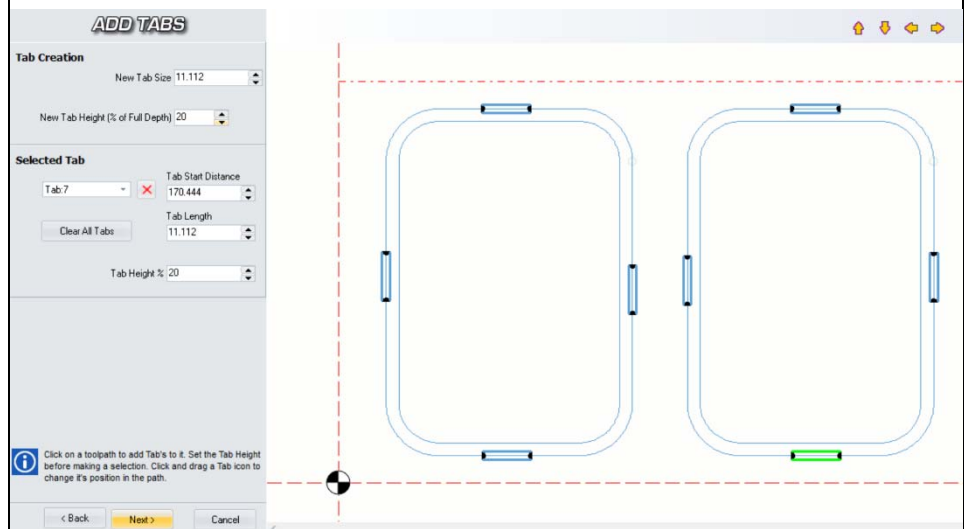 ADD TABS
Tab Creation
New Tab Size 11.112
New Tab Height (% of Full Depth) 20
Selected Tab
Tab Start Distance
Tab:7 170.444
Tab Length
Clear All Tabs 11.112
Tab Height % 20
Click on a toolpath to add Tab's to it. Set the Tab Height
before making a selection. Click and drag a Tab icon to
change it's position in the path.
< Back Next > Cancel